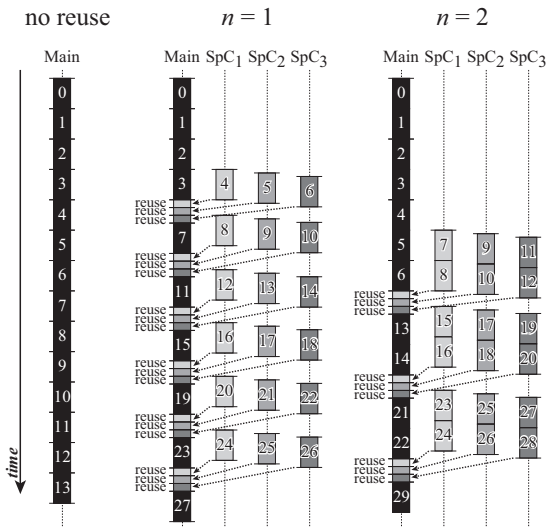 no reuse n = 1 n = 2
Main Main SpC1 SpC2 SpC3 Main SpC1 SpC2 SpC3
0 0 0
1 1 1
2 2 2
3 3 4 5 6 3
reuse
reuse
reuse
4 4
5 7 8 9 10 5 7 9 11
reuse
reuse
reuse
6 6 8 10 12
reuse
reuse
reuse
7 11 12 13 14
reuse
reuse
reuse
8 15 16 17 18 13 15 17 19
9 14 16 18 20
reuse
reuse
reuse
reuse
reuse
reuse
10 19 20 21 22 21 23 25 27
reuse
reuse
reuse
11 22 24 26 28
12 23 24 25 26
reuse
reuse
reuse
reuse
reuse
reuse
13 27 29
time